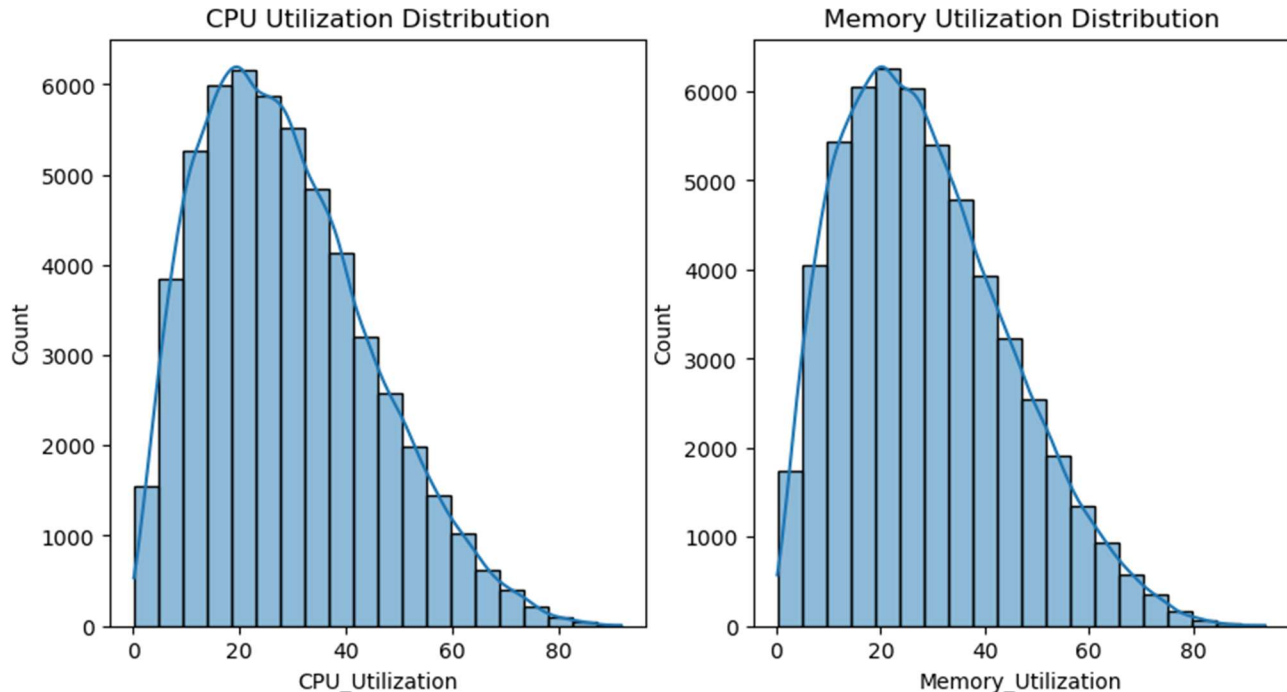 CPU Utilization Distribution
Count
6000
5000
4000
3000
2000
1000
0
0 20 40 60 80
CPU_Utilization
Memory Utilization Distribution
Count
6000
5000
4000
3000
2000
1000
0
0 20 40 60 80
Memory_Utilization